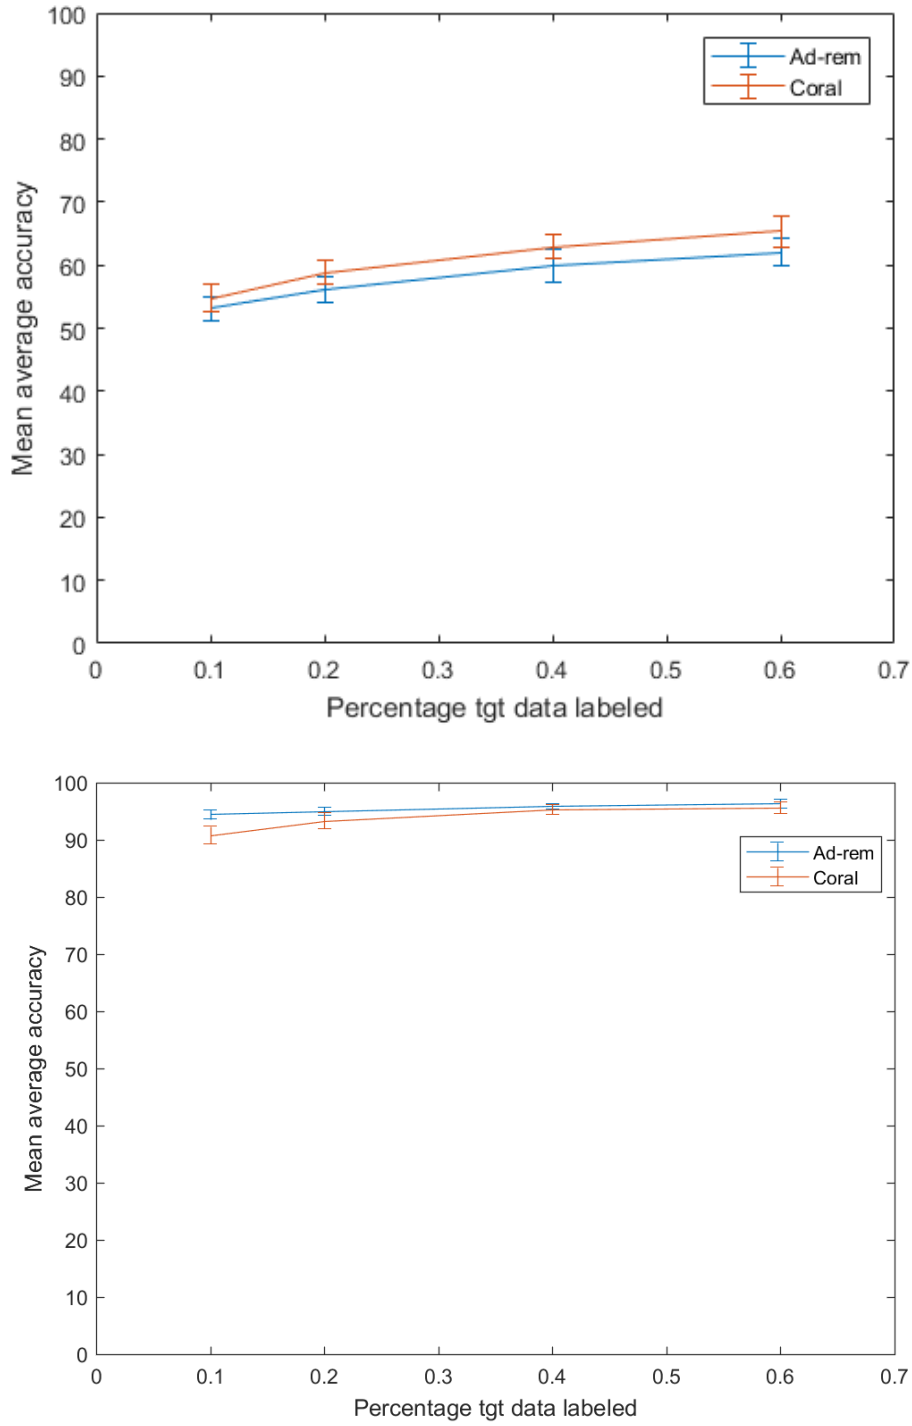 100
90
80
70
60
50
40
30
20
10
0
Mean average accuracy
Ad-rem
Coral
0 0.1 0.2 0.3 0.4 0.5 0.6 0.7
Percentage tgt data labeled
100
90
80
70
60
50
40
30
20
10
0
Mean average accuracy
Ad-rem
Coral
0 0.1 0.2 0.3 0.4 0.5 0.6 0.7
Percentage tgt data labeled